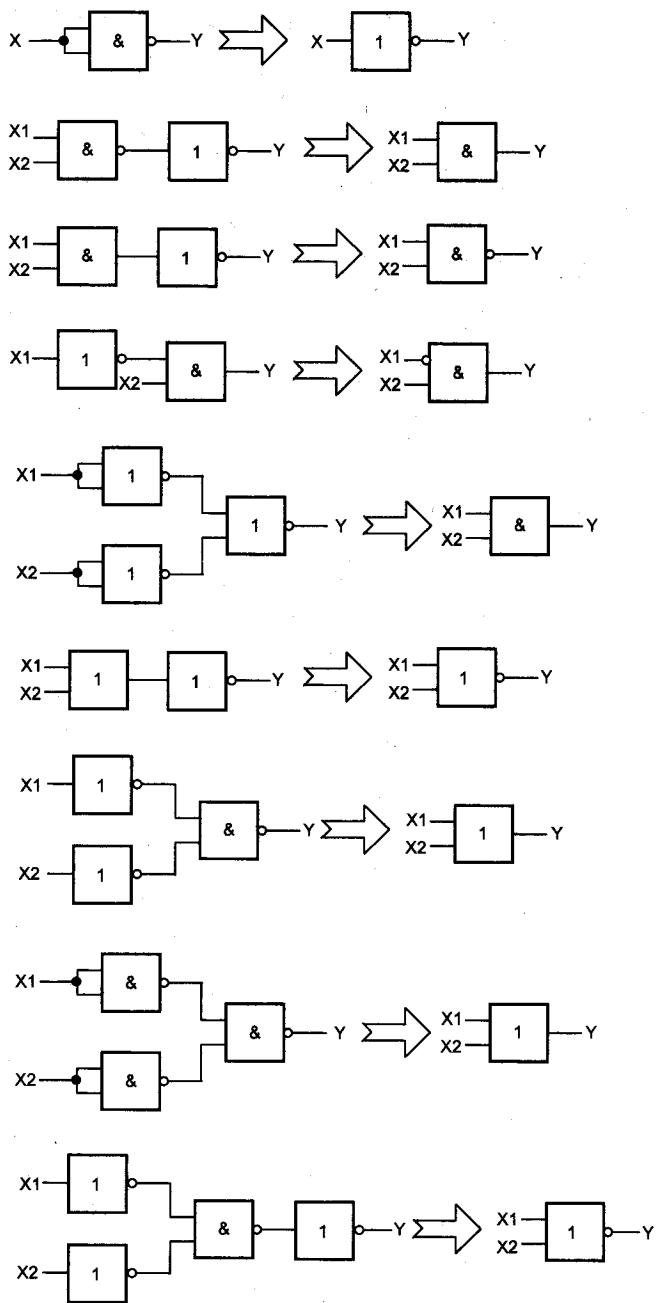 X & Y X 1 Y
X1 X2 & 1 Y X1 X2 & Y
X1 X2 & 1 Y X1 X2 & Y
X1 1 X2 & Y X1 X2 & Y
X1 1 X2 1 1 Y X1 X2 & Y
X1 X2 1 1 Y X1 X2 1 Y
X1 1 X2 1 & Y X1 X2 1 Y
X1 & X2 & & Y X1 X2 1 Y
X1 1 X2 1 & 1 Y X1 X2 1 Y